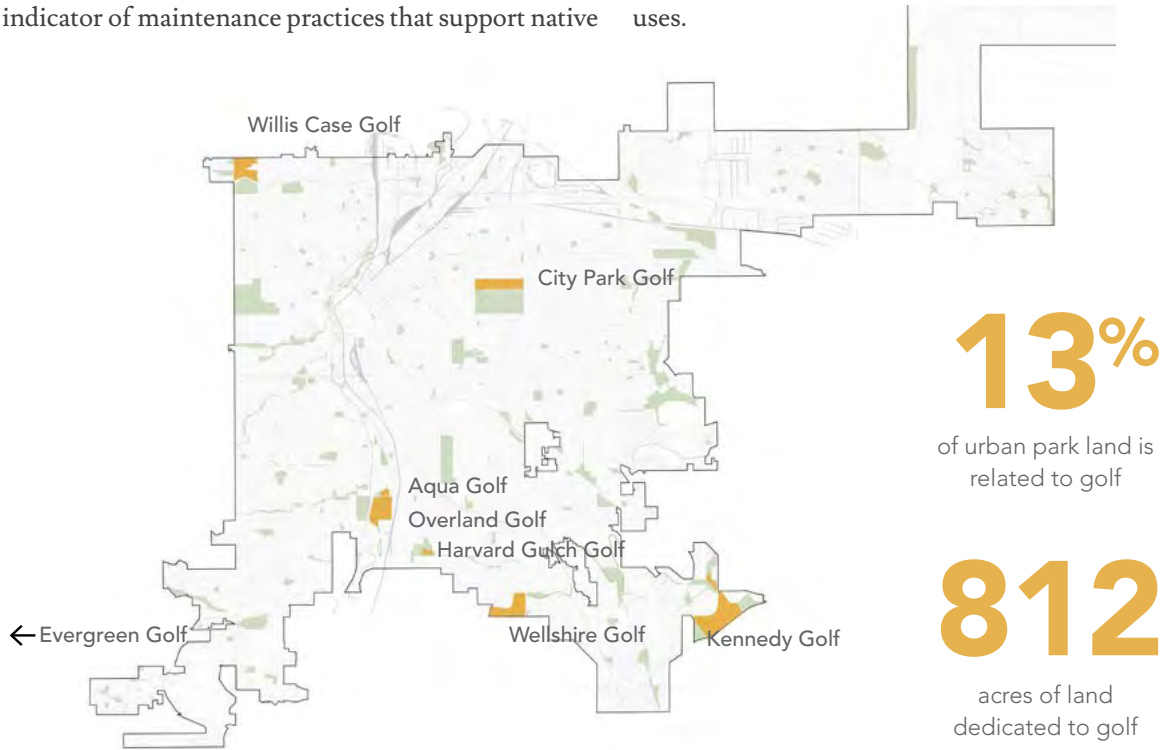 indicator of maintenance practices that support native
uses.
Willis Case Golf
City Park Golf
13%
of urban park land is
related to golf
Aqua Golf
Overland Golf
Harvard Gulch Golf
812
Evergreen Golf
Wellshire Golf
Kennedy Golf
acres of land
dedicated to golf